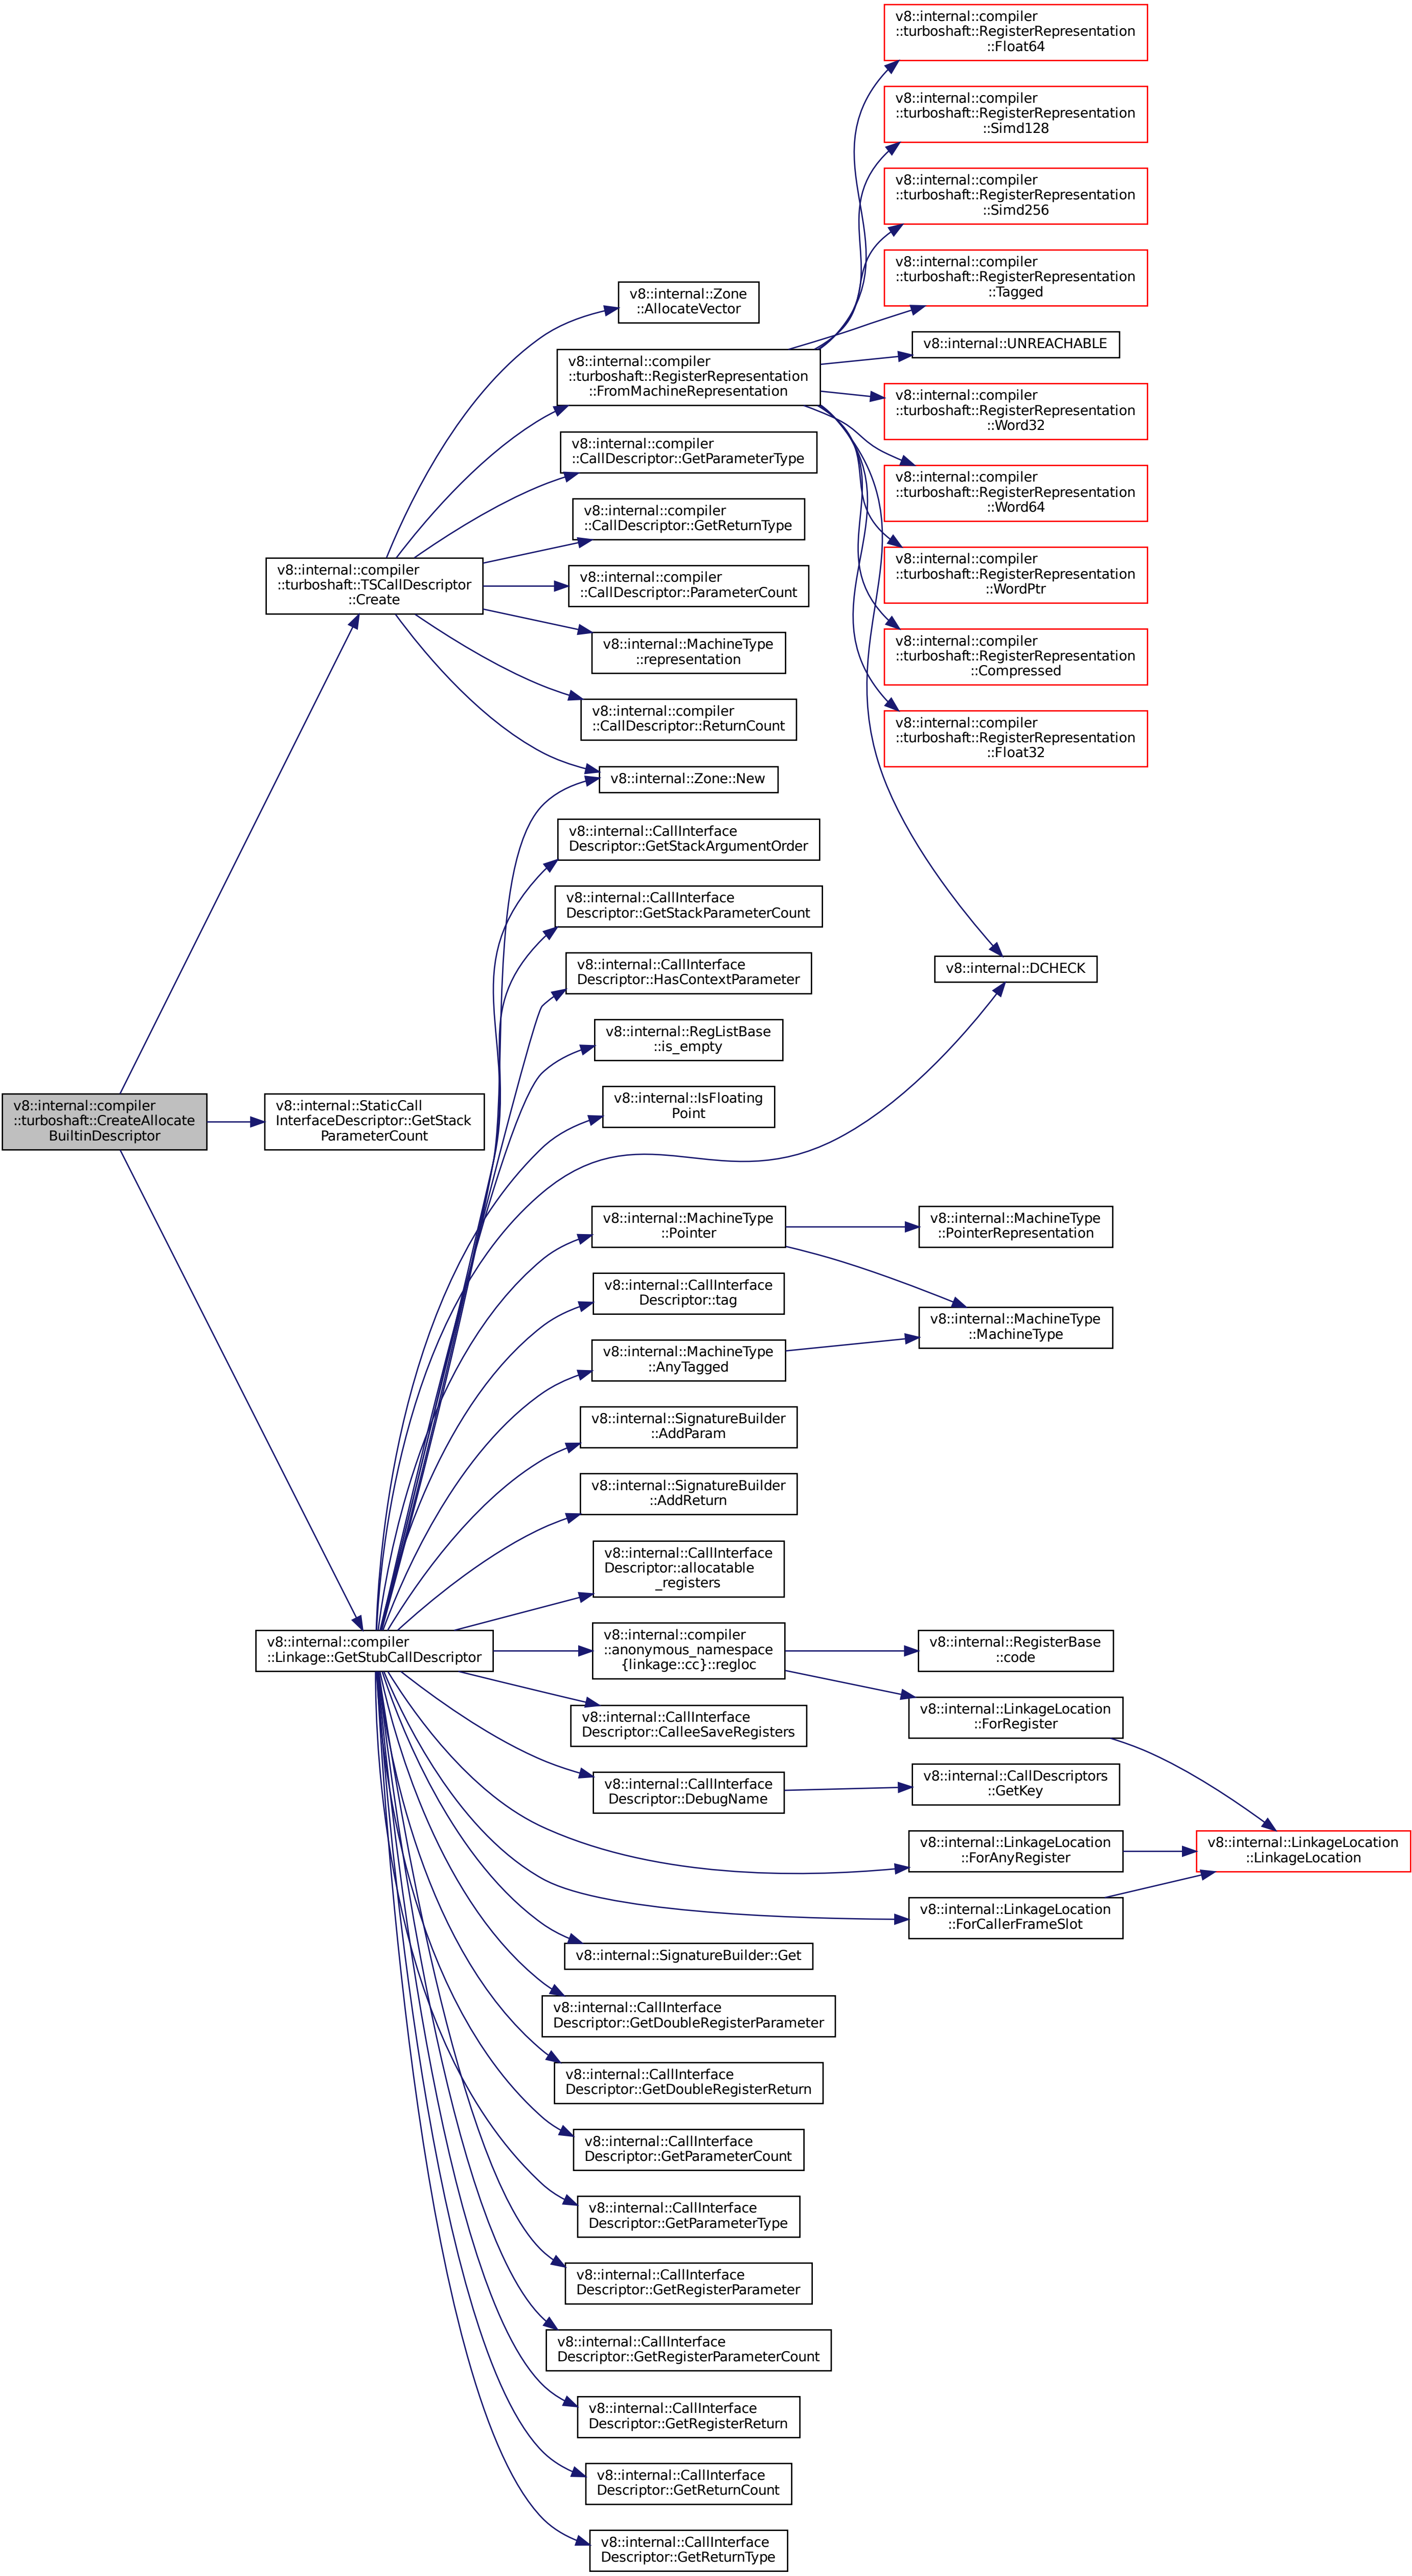 v8::internal::compiler
::turboshaft::RegisterRepresentation
::Float64
v8::internal::compiler
::turboshaft::RegisterRepresentation
::Simd128
v8::internal::compiler
::turboshaft::RegisterRepresentation
::Simd256
v8::internal::compiler
::turboshaft::RegisterRepresentation
::Tagged
v8::internal::Zone
::AllocateVector
v8::internal::UNREACHABLE
v8::internal::compiler
::turboshaft::RegisterRepresentation
::FromMachineRepresentation
v8::internal::compiler
::turboshaft::RegisterRepresentation
::Word32
v8::internal::compiler
::CallDescriptor::GetParameterType
v8::internal::compiler
::turboshaft::RegisterRepresentation
::Word64
v8::internal::compiler
::CallDescriptor::GetReturnType
v8::internal::compiler
::turboshaft::RegisterRepresentation
::WordPtr
v8::internal::compiler
::turboshaft::TSCallDescriptor
::Create
v8::internal::compiler
::CallDescriptor::ParameterCount
v8::internal::MachineType
::representation
v8::internal::compiler
::turboshaft::RegisterRepresentation
::Compressed
v8::internal::compiler
::CallDescriptor::ReturnCount
v8::internal::compiler
::turboshaft::RegisterRepresentation
::Float32
v8::internal::Zone::New
v8::internal::CallInterface
Descriptor::GetStackArgumentOrder
v8::internal::CallInterface
Descriptor::GetStackParameterCount
v8::internal::CallInterface
Descriptor::HasContextParameter
v8::internal::DCHECK
v8::internal::RegListBase
::is_empty
v8::internal::IsFloating
Point
v8::internal::compiler
::turboshaft::CreateAllocate
BuiltinDescriptor
v8::internal::StaticCall
InterfaceDescriptor::GetStack
ParameterCount
v8::internal::MachineType
::Pointer
v8::internal::MachineType
::PointerRepresentation
v8::internal::CallInterface
Descriptor::tag
v8::internal::MachineType
::MachineType
v8::internal::MachineType
::AnyTagged
v8::internal::SignatureBuilder
::AddParam
v8::internal::SignatureBuilder
::AddReturn
v8::internal::CallInterface
Descriptor::allocatable
_registers
v8::internal::compiler
::Linkage::GetStubCallDescriptor
v8::internal::compiler
::anonymous_namespace
{linkage::cc}::regloc
v8::internal::RegisterBase
::code
v8::internal::CallInterface
Descriptor::CalleeSaveRegisters
v8::internal::LinkageLocation
::ForRegister
v8::internal::CallInterface
Descriptor::DebugName
v8::internal::CallDescriptors
::GetKey
v8::internal::LinkageLocation
::ForAnyRegister
v8::internal::LinkageLocation
::LinkageLocation
v8::internal::LinkageLocation
::ForCallerFrameSlot
v8::internal::SignatureBuilder::Get
v8::internal::CallInterface
Descriptor::GetDoubleRegisterParameter
v8::internal::CallInterface
Descriptor::GetDoubleRegisterReturn
v8::internal::CallInterface
Descriptor::GetParameterCount
v8::internal::CallInterface
Descriptor::GetParameterType
v8::internal::CallInterface
Descriptor::GetRegisterParameter
v8::internal::CallInterface
Descriptor::GetRegisterParameterCount
v8::internal::CallInterface
Descriptor::GetRegisterReturn
v8::internal::CallInterface
Descriptor::GetReturnCount
v8::internal::CallInterface
Descriptor::GetReturnType